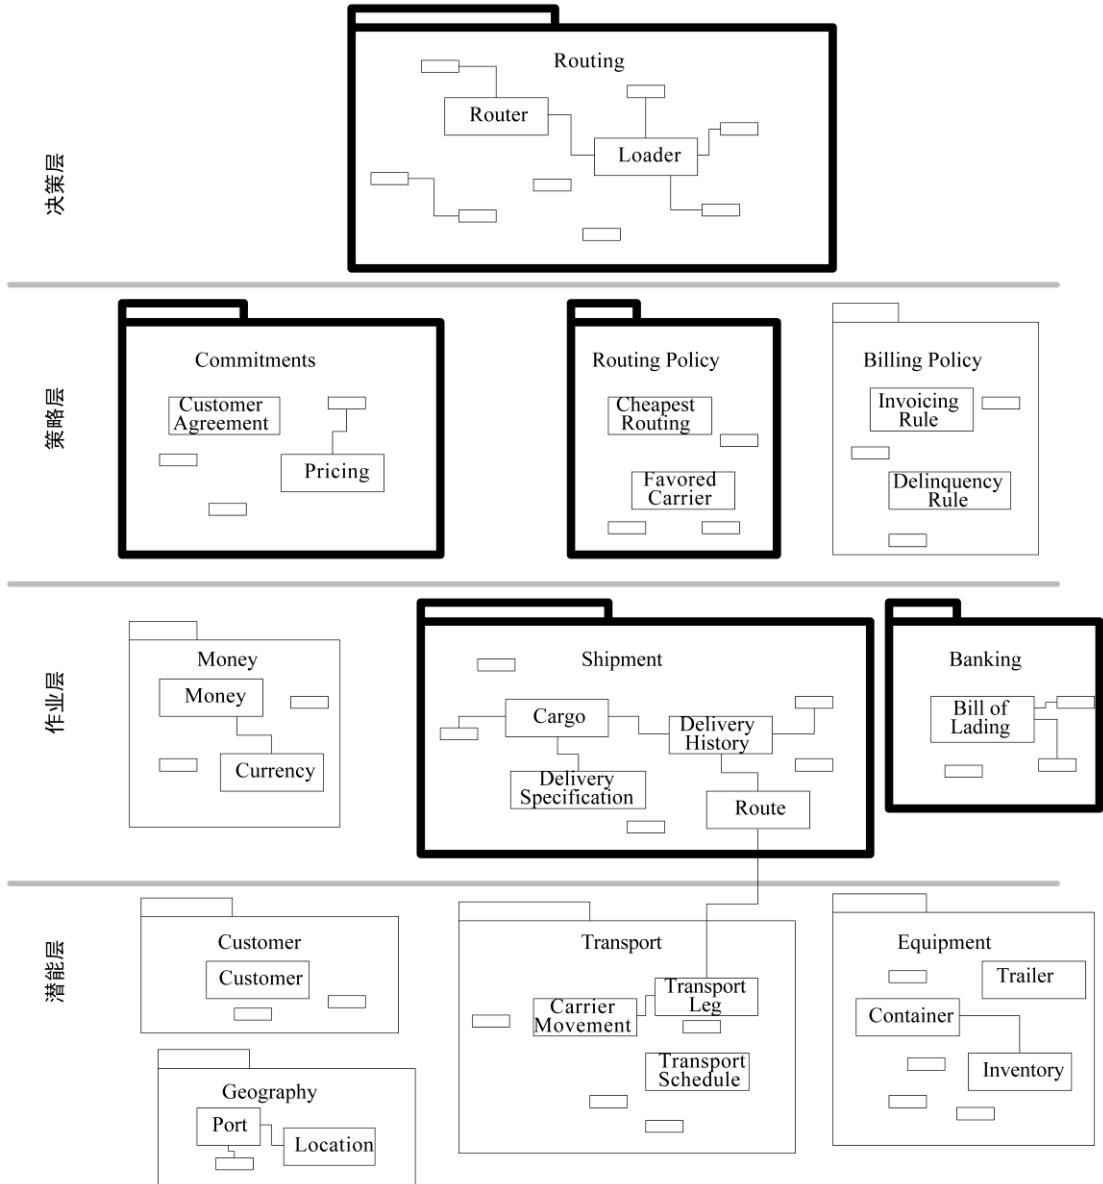 决策层
Routing
Router
Loader
策略层
Commitments
Customer
Agreement
Pricing
Routing Policy
Cheapest
Routing
Favored
Carrier
Billing Policy
Invoicing
Rule
Delinquency
Rule
作业层
Money
Money
Currency
Shipment
Cargo
Delivery
History
Delivery
Specification
Route
Banking
Bill of
Lading
潜能层
Customer
Customer
Geography
Port
Location
Transport
Transport
Leg
Carrier
Movement
Transport
Schedule
Equipment
Trailer
Container
Inventory